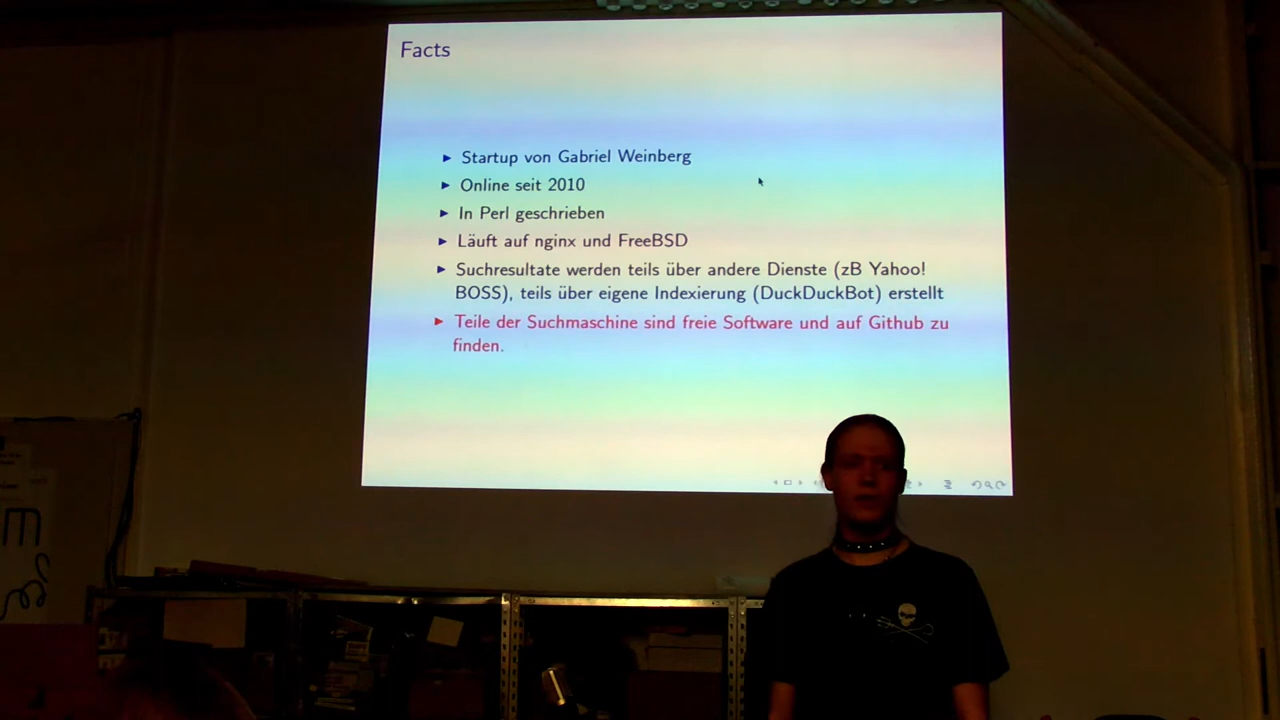 Facts
Startup von Gabriel Weinberg
Online seit 2010
In Perl geschrieben
Läuft auf nginx und FreeBSD
Suchresultate werden teils über andere Dienste (zB Yahoo!
BOSS), teils über eigene Indexierung (DuckDuckBot) erstellt
Teile der Suchmaschine sind freie Software und auf Github zu
finden.